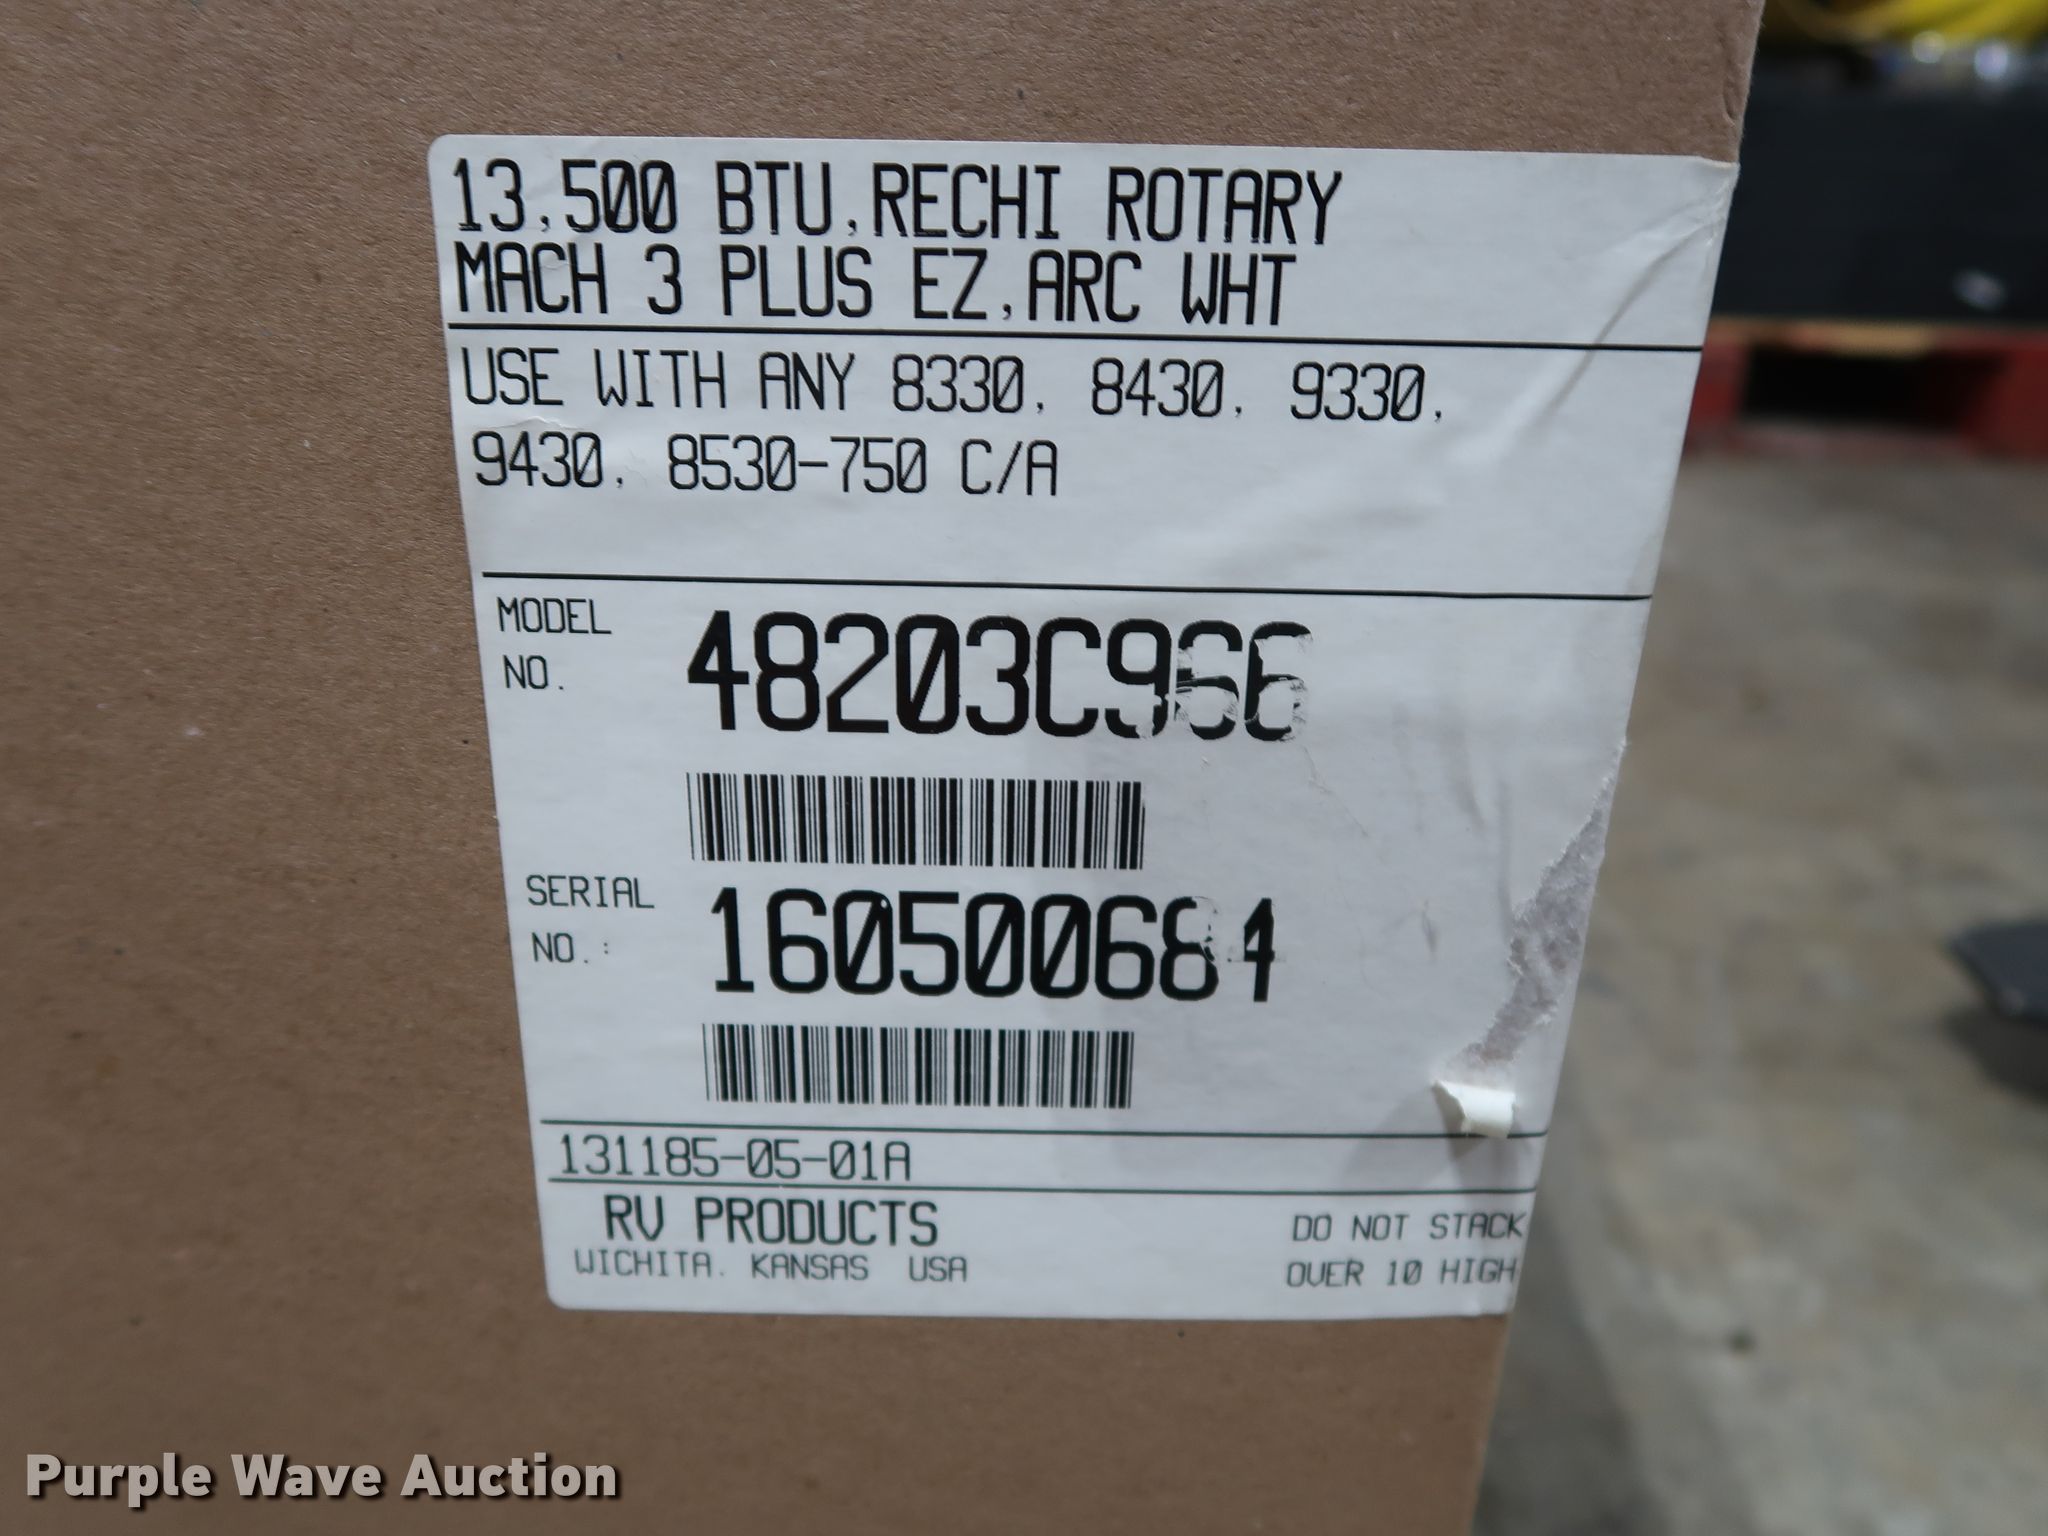 13,500 BTU,RECHI ROTARY
MACH 3 PLUS EZ,ARC WHT
USE WITH ANY 8330, 8430, 9330,
9430, 8530-750 C/A
MODEL
NO.
SERIAL
NO.:
131185-05-01A
RV PRODUCTS
WICHITA, KANSAS USA
DO NOT STACK
OVER 10 HIGH
Purple Wave Auction